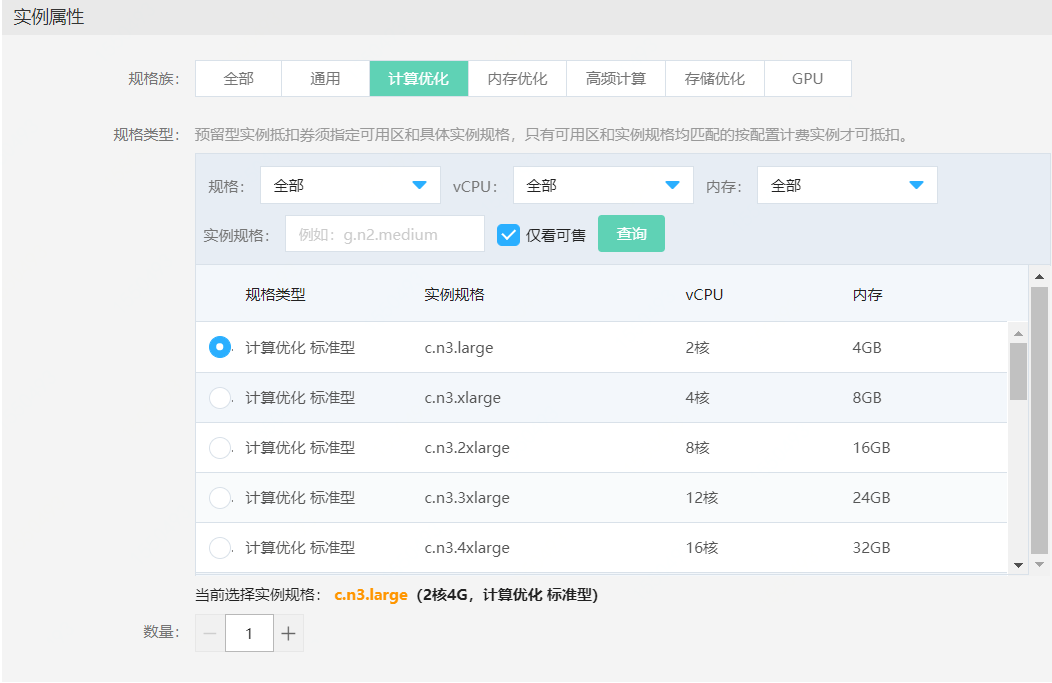 实例属性
规格族： 全部 通用 计算优化 内存优化 高频计算 存储优化 GPU
规格类型： 预留型实例抵扣券须指定可用区和具体实例规格，只有可用区和实例规格均匹配的按配置计费实例才可抵扣。
规格： 全部 vCPU： 全部 内存： 全部
实例规格： 例如：g.n2.medium 仅看可售 查询
规格类型 实例规格 vCPU 内存
计算优化 标准型 c.n3.large 2核 4GB
计算优化 标准型 c.n3.xlarge 4核 8GB
计算优化 标准型 c.n3.2xlarge 8核 16GB
计算优化 标准型 c.n3.3xlarge 12核 24GB
计算优化 标准型 c.n3.4xlarge 16核 32GB
当前选择实例规格： c.n3.large（2核4G，计算优化 标准型）
数量： － 1 ＋